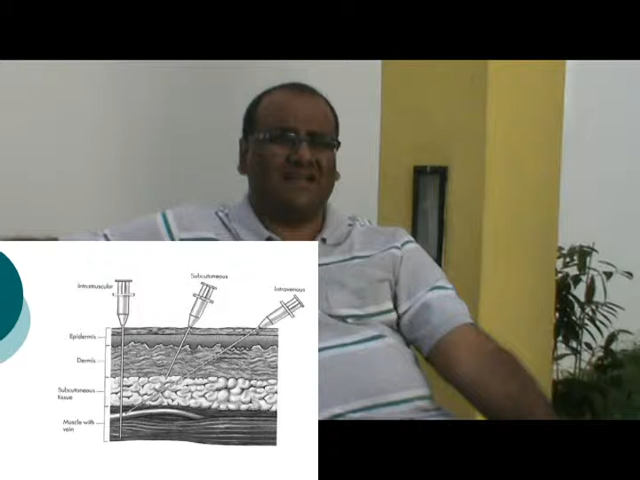 Intramuscular
Subcutaneous
Intravenous
Epidermis
Dermis
Subcutaneous
tissue
Muscle with
vein